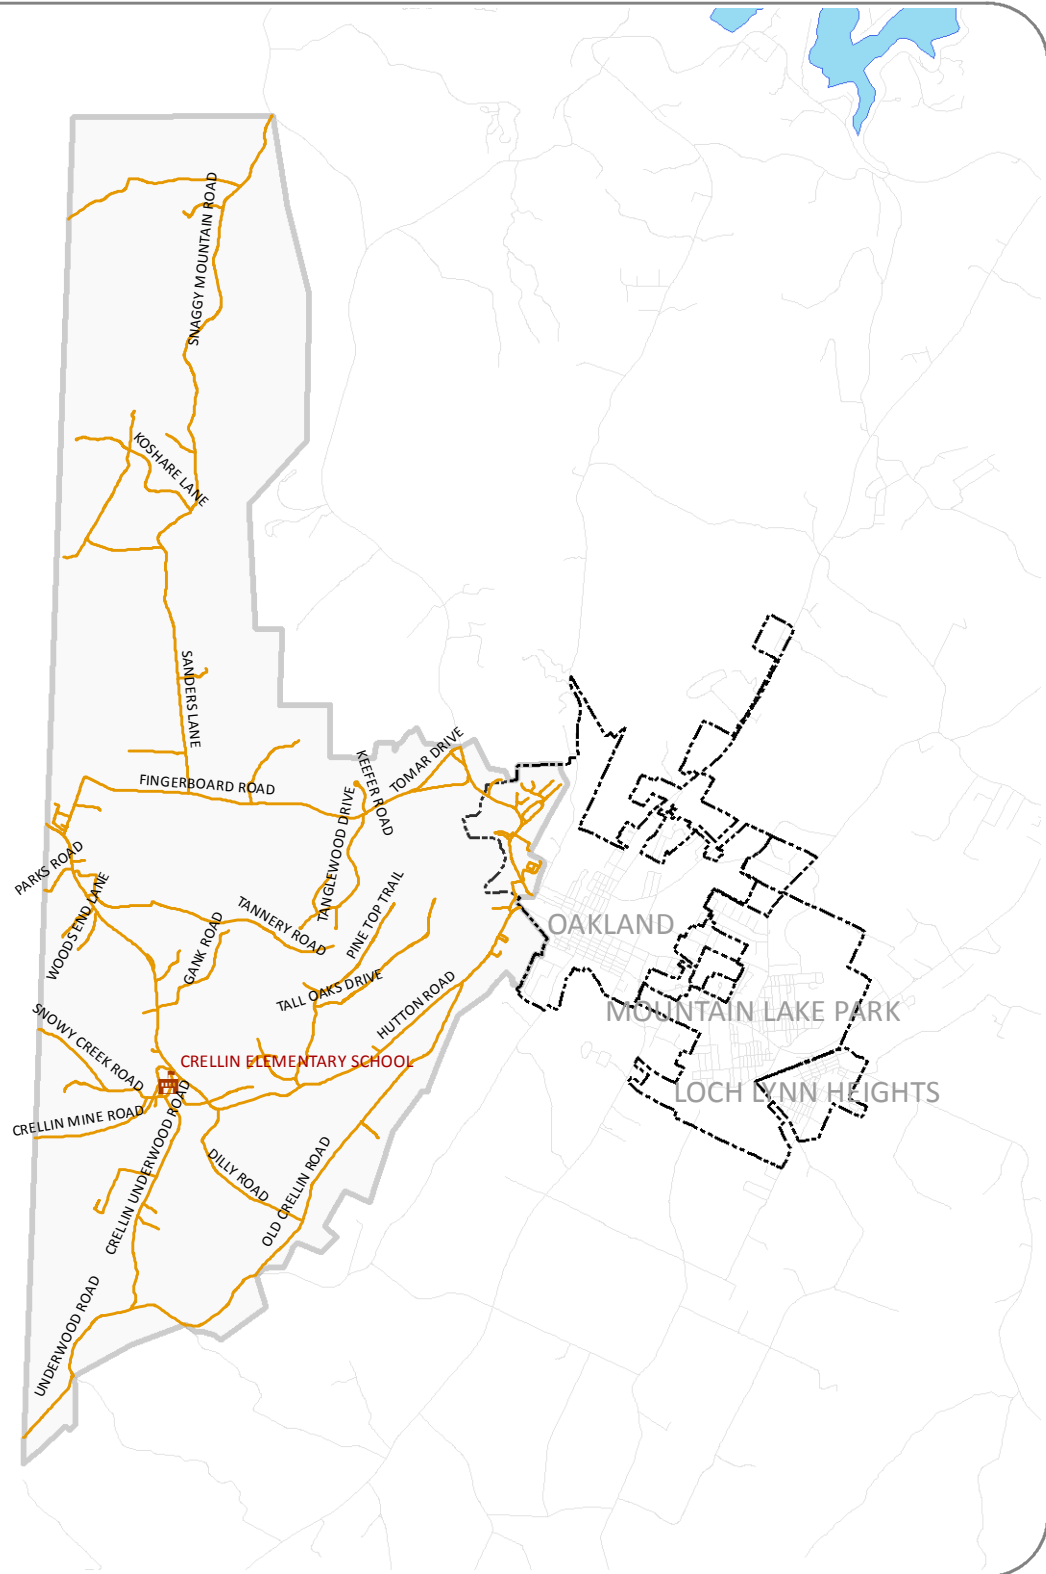 SNAGGY MOUNTAIN ROAD
KOSHARE LANE
SANDERS LANE
FINGERBOARD ROAD
KEEFER ROAD
TOMAR DRIVE
TANGLEWOOD DRIVE
PARKS ROAD
WOODS END LANE
TANNERY ROAD
PINE TOP TRAIL
GANK ROAD
OAKLAND
TALL OAKS DRIVE
HUTTON ROAD
MOUNTAIN LAKE PARK
SNOWY CREEK ROAD
CRELLIN ELEMENTARY SCHOOL
LOCH LYNN HEIGHTS
CRELLIN MINE ROAD
CRELLIN UNDERWOOD ROAD
DILLY ROAD
OLD CRELLIN ROAD
UNDERWOOD ROAD